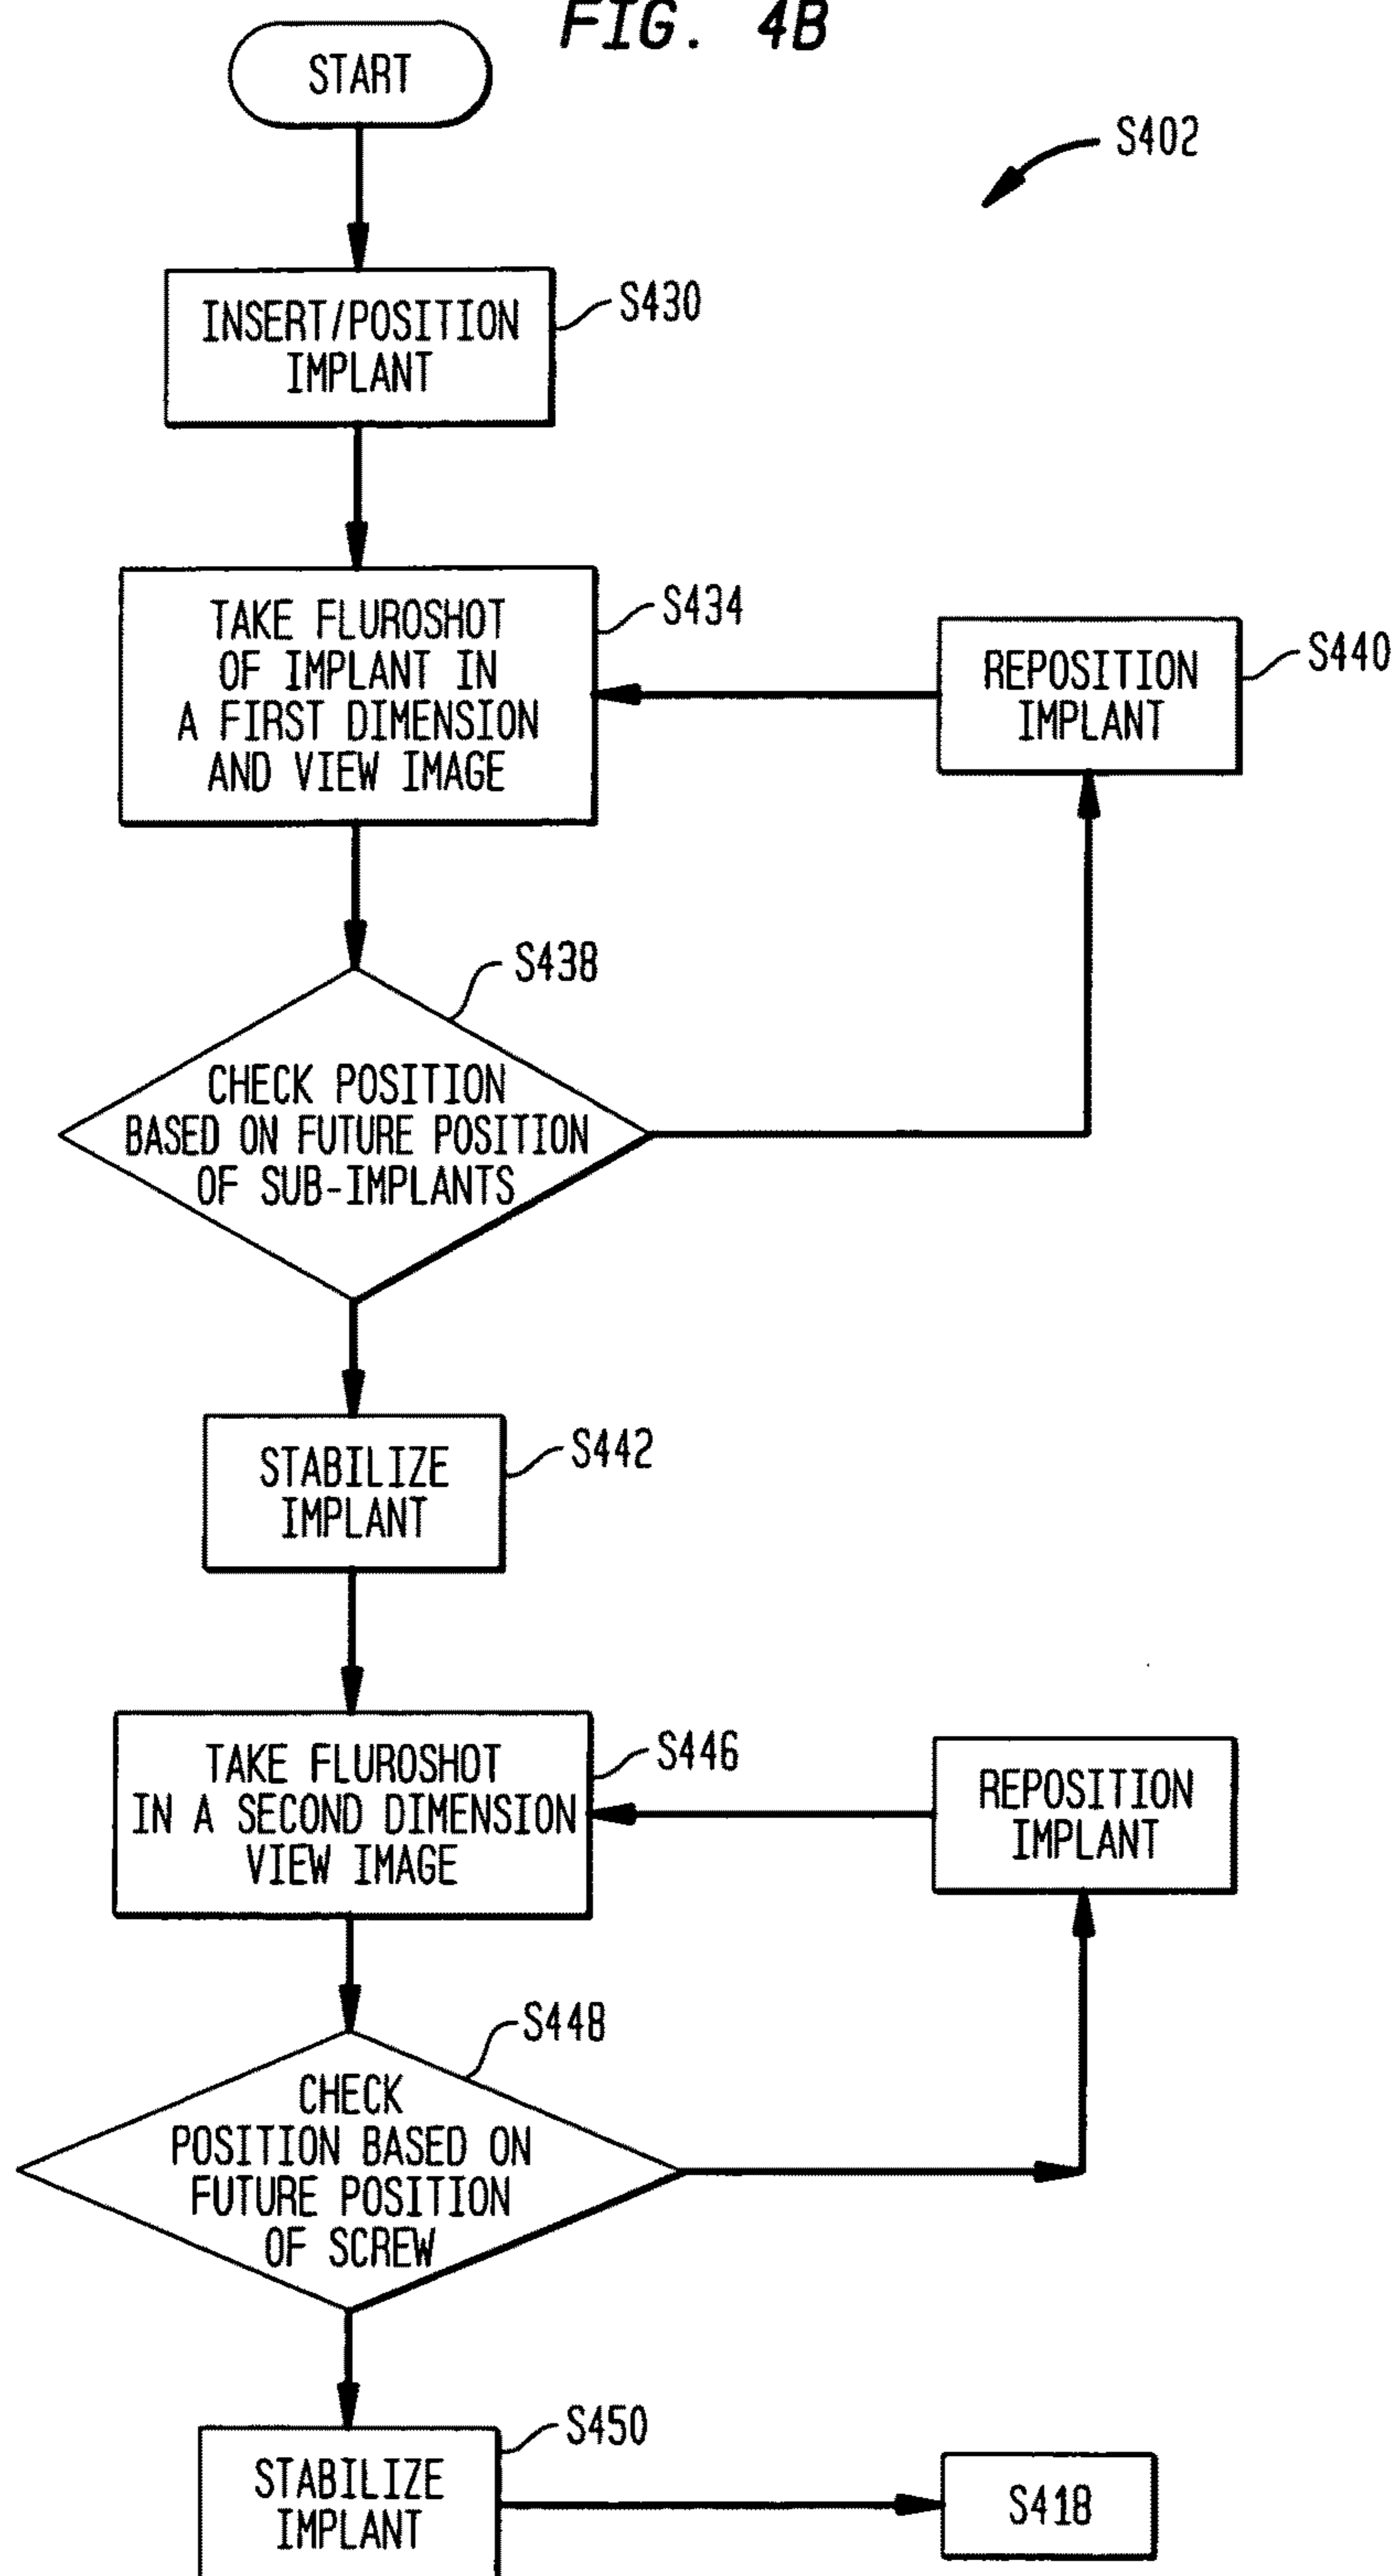 FIG. 4B
START
S402
INSERT/POSITION
IMPLANT
S430
TAKE FLUROSHOT
OF IMPLANT IN
A FIRST DIMENSION
AND VIEW IMAGE
S434
REPOSITION
IMPLANT
S440
S438
CHECK POSITION
BASED ON FUTURE POSITION
OF SUB-IMPLANTS
STABILIZE
IMPLANT
S442
TAKE FLUROSHOT
IN A SECOND DIMENSION
VIEW IMAGE
S446
REPOSITION
IMPLANT
S448
CHECK
POSITION BASED ON
FUTURE POSITION
OF SCREW
STABILIZE
IMPLANT
S450
S418